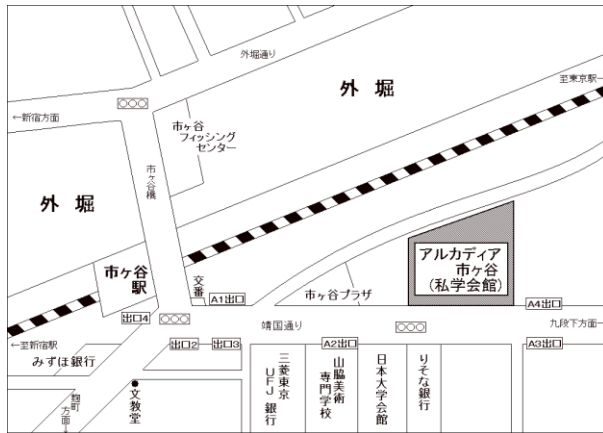 外堀通り
外 堀
至東京駅→
←新宿方面
市ヶ谷
フィッシング
センター
市ヶ谷橋
外 堀
アルカディア
市ヶ谷
(私学会館)
市ヶ谷
駅
交番
A1出口
市ヶ谷プラザ
A4出口
出口4
靖国通り
九段下方面→
←至新宿駅
出口2
出口3
A2出口
A3出口
みずほ銀行
文教堂
三菱東京
UFJ 銀行
山脇美術
専門学校
日本大学会館
りそな銀行
麹町
方面